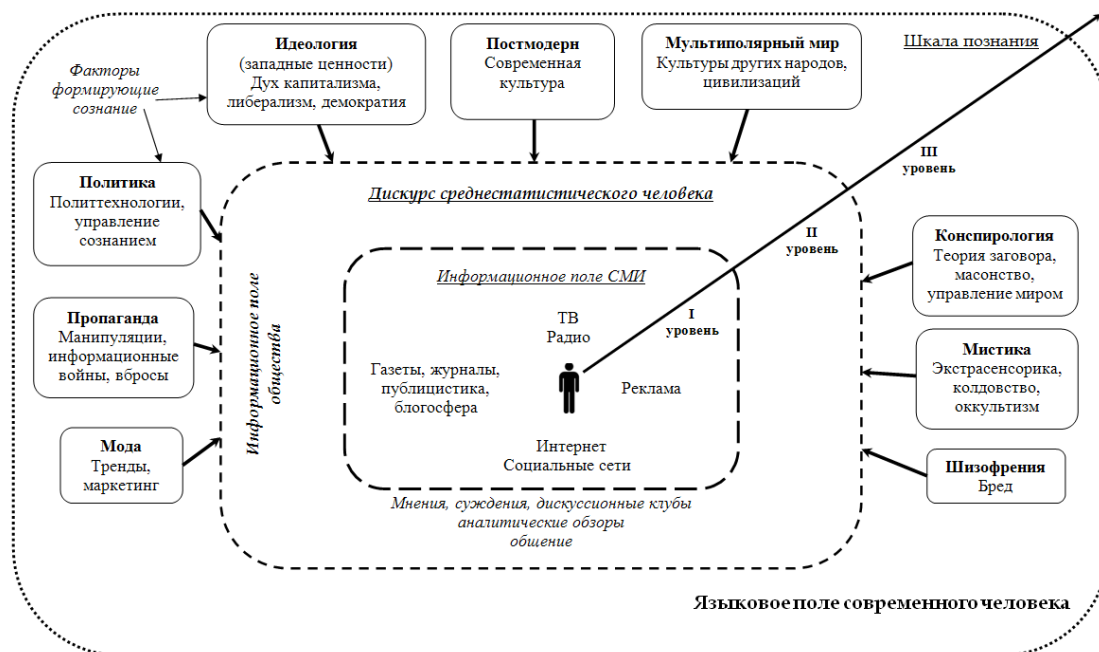 Шкала познания
Факторы
формирующие
сознание
Идеология
(западные ценности)
Дух капитализма,
либерализм, демократия
Постмодерн
Современная
культура
Мультиполярный мир
Культуры других народов,
цивилизаций
III
уровень
Политика
Политтехнологии,
управление
сознанием
Дискурс среднестатистического человека
II
уровень
Конспирология
Теория заговора,
масонство,
управление миром
Информационное поле
общества
Информационное поле СМИ
I
уровень
ТВ
Радио
Пропаганда
Манипуляции,
информационные
войны, вбросы
Газеты, журналы,
публицистика,
блогосфера
Реклама
Мистика
Экстрасенсорика,
колдовство,
оккультизм
Мода
Тренды,
маркетинг
Интернет
Социальные сети
Шизофрения
Бред
Мнения, суждения, дискуссионные клубы
аналитические обзоры
общение
Языковое поле современного человека